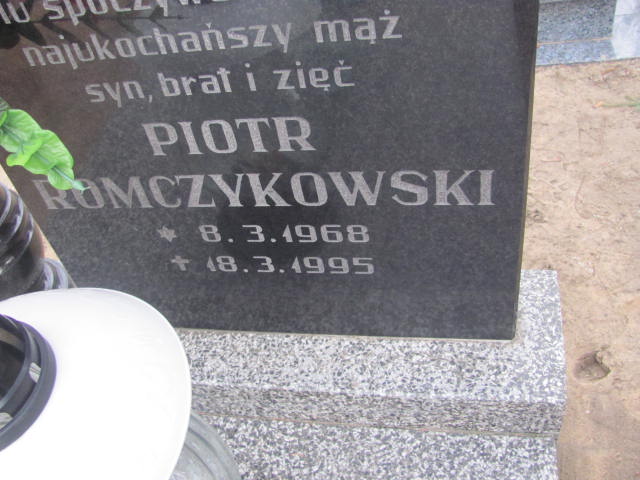 najukochańszy mąż
syn, brat i zięć
PIOTR
ROMCZYKOWSKI
* 8.3.1968
✝ 18.3.1995